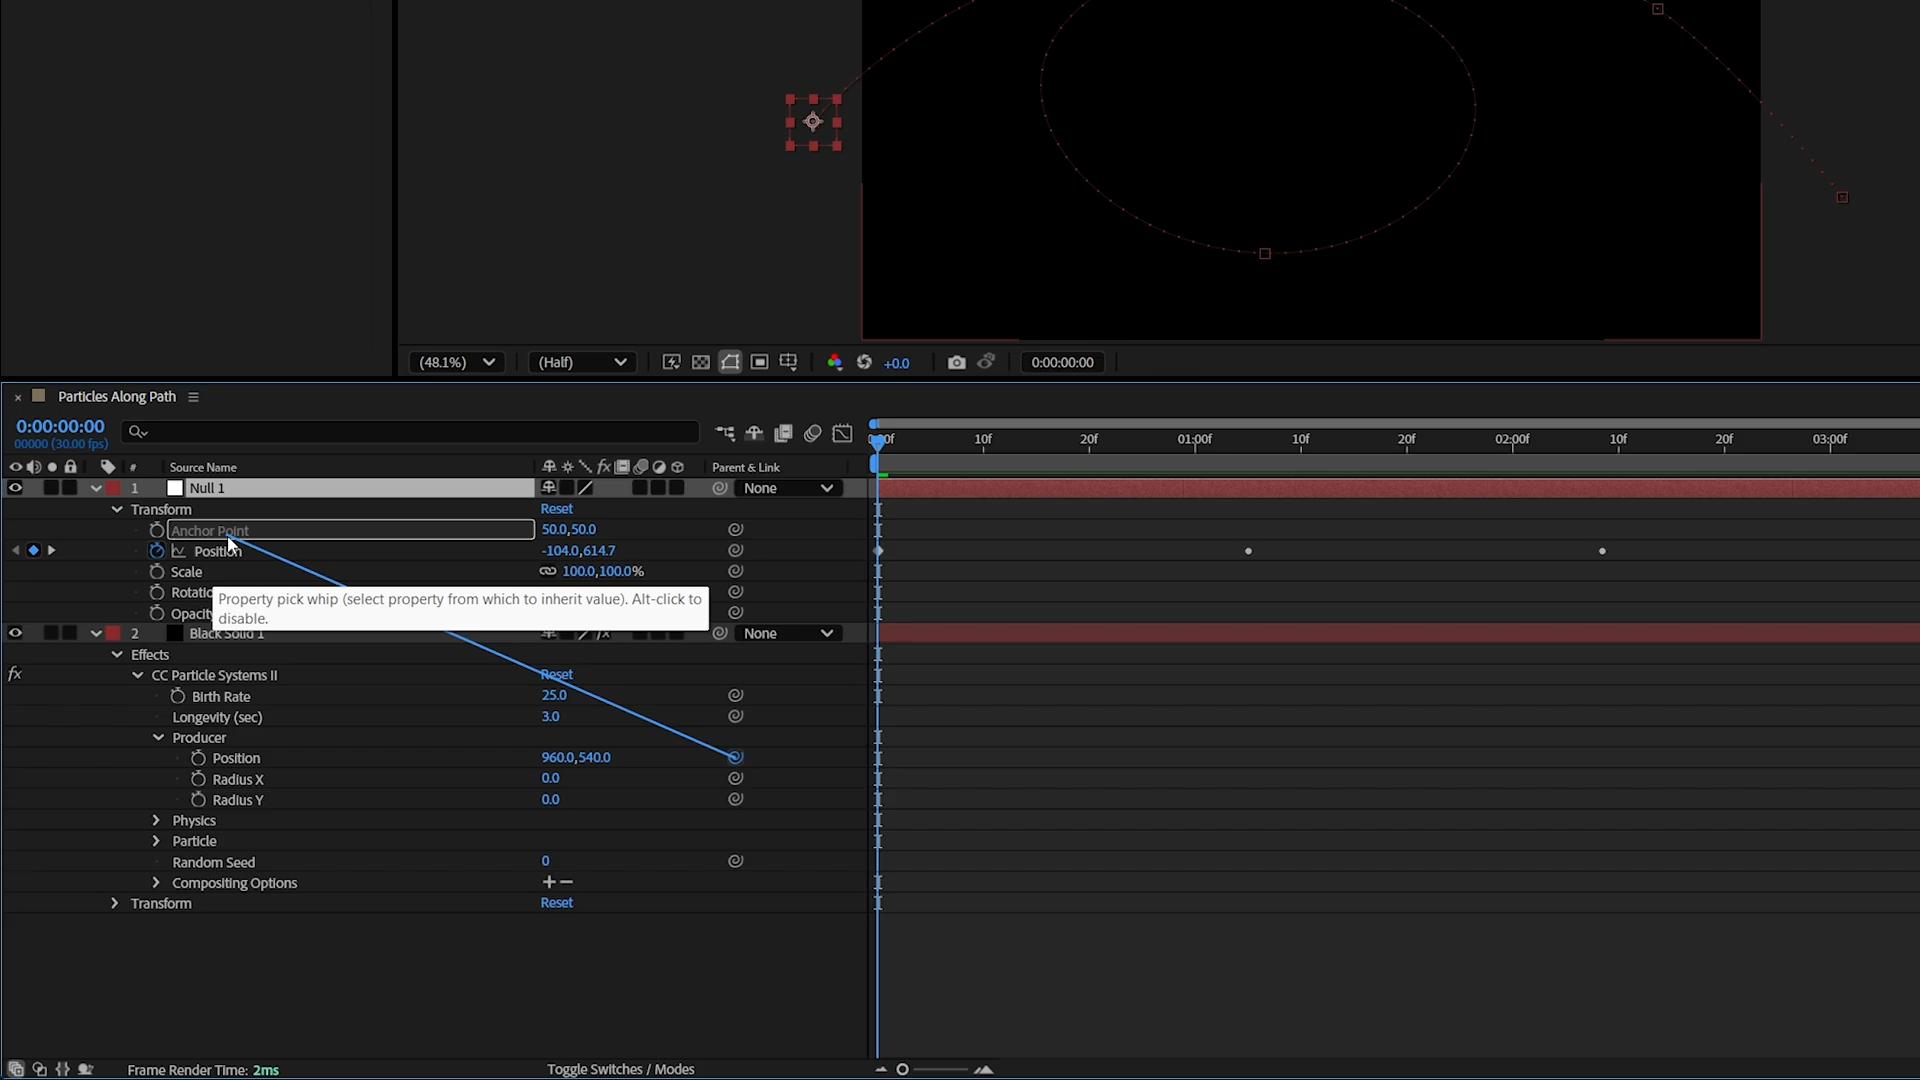 (48.1%) (Half) +0.0 0:00:00:00
Particles Along Path
0:00:00:00
00000 (30.00 fps)
10f 20f 01:00f 10f 20f 02:00f 10f 20f 03:00f
# Source Name fx Parent & Link
1 Null 1 None
Transform Reset
Anchor Point 50.0,50.0
Position -104.0,614.7
Scale 100.0,100.0%
Rotatio
Property pick whip (select property from which to inherit value). Alt-click to
disable.
Opacity
2 Black Solid 1 None
Effects
fx CC Particle Systems II Reset
Birth Rate 25.0
Longevity (sec) 3.0
Producer
Position 960.0,540.0
Radius X 0.0
Radius Y 0.0
Physics
Particle
Random Seed 0
Compositing Options + −
Transform Reset
Frame Render Time: 2ms Toggle Switches / Modes